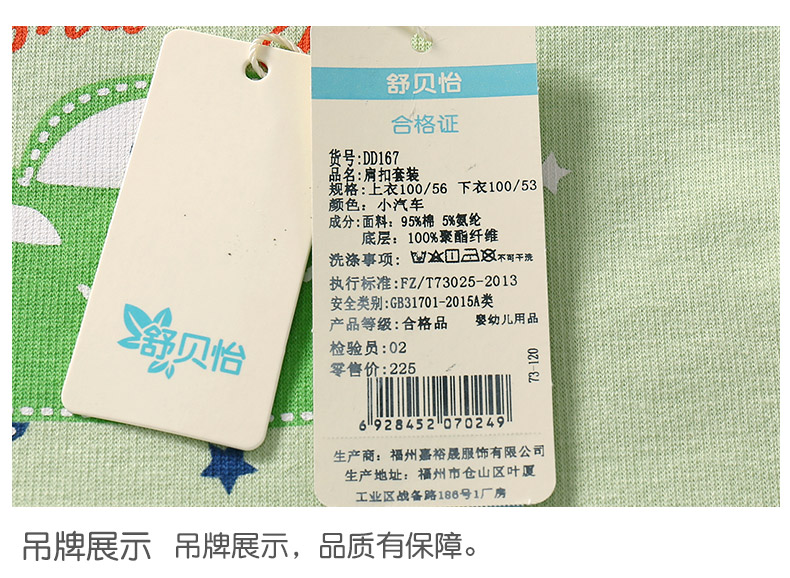 舒贝怡
舒贝怡
合格证
货号:DD167
品名:肩扣套装
规格:上衣100/56 下衣100/53
颜色: 小汽车
成分:面料: 95%棉 5%氨纶
底层: 100%聚酯纤维
洗涤事项: 不可干洗
执行标准:FZ/T73025-2013
安全类别:GB31701-2015A类
产品等级:合格品 婴幼儿用品
检验员:02
零售价:225
73-120
6 928452 070249
生产商: 福州嘉裕晟服饰有限公司
生产地址: 福州市仓山区叶厦
工业区战备路186号1厂房
吊牌展示 吊牌展示，品质有保障。